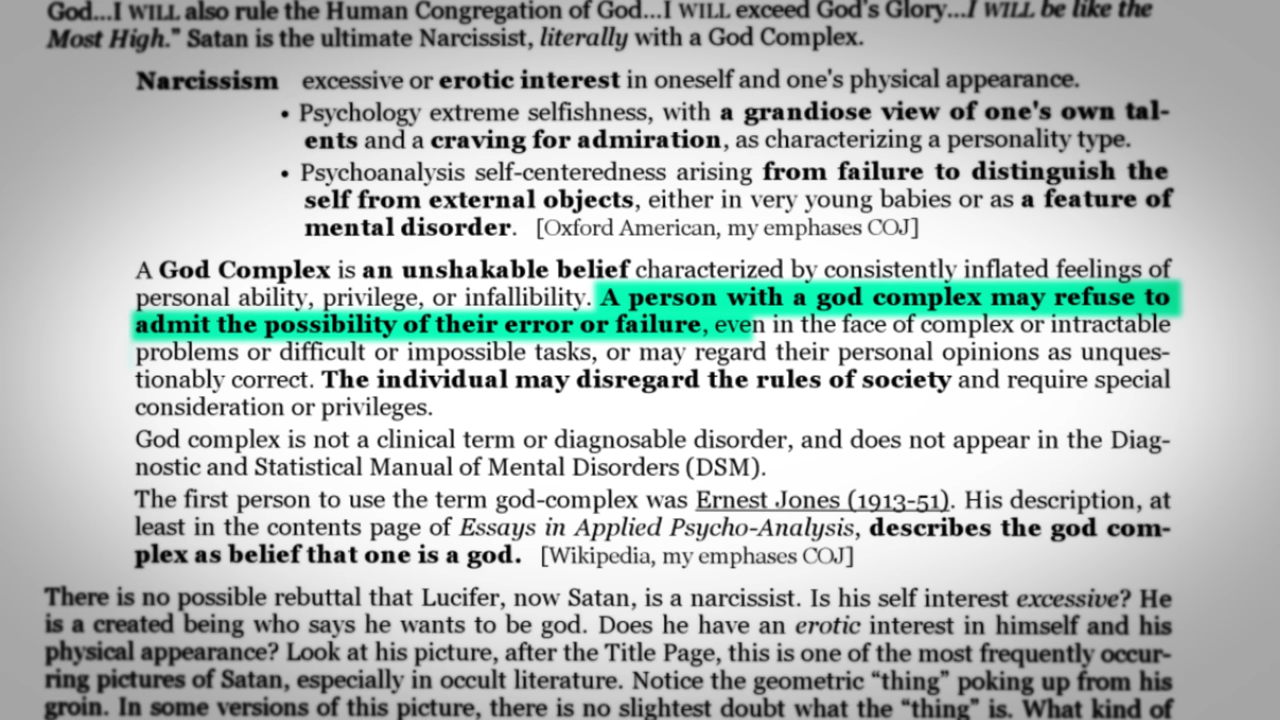 God...I WILL also rule the Human Congregation of God...I WILL exceed God's Glory...I WILL be like the
Most High." Satan is the ultimate Narcissist, literally with a God Complex.
Narcissism excessive or erotic interest in oneself and one's physical appearance.
• Psychology extreme selfishness, with a grandiose view of one's own tal-
ents and a craving for admiration, as characterizing a personality type.
• Psychoanalysis self-centeredness arising from failure to distinguish the
self from external objects, either in very young babies or as a feature of
mental disorder. [Oxford American, my emphases COJ]
A God Complex is an unshakable belief characterized by consistently inflated feelings of
personal ability, privilege, or infallibility. A person with a god complex may refuse to
admit the possibility of their error or failure, even in the face of complex or intractable
problems or difficult or impossible tasks, or may regard their personal opinions as unques-
tionably correct. The individual may disregard the rules of society and require special
consideration or privileges.
God complex is not a clinical term or diagnosable disorder, and does not appear in the Diag-
nostic and Statistical Manual of Mental Disorders (DSM).
The first person to use the term god-complex was Ernest Jones (1913-51). His description, at
least in the contents page of Essays in Applied Psycho-Analysis, describes the god com-
plex as belief that one is a god. [Wikipedia, my emphases COJ]
There is no possible rebuttal that Lucifer, now Satan, is a narcissist. Is his self interest excessive? He
is a created being who says he wants to be god. Does he have an erotic interest in himself and his
physical appearance? Look at his picture, after the Title Page, this is one of the most frequently occur-
ring pictures of Satan, especially in occult literature. Notice the geometric "thing" poking up from his
groin. In some versions of this picture, there is no slightest doubt what the "thing" is. What kind of